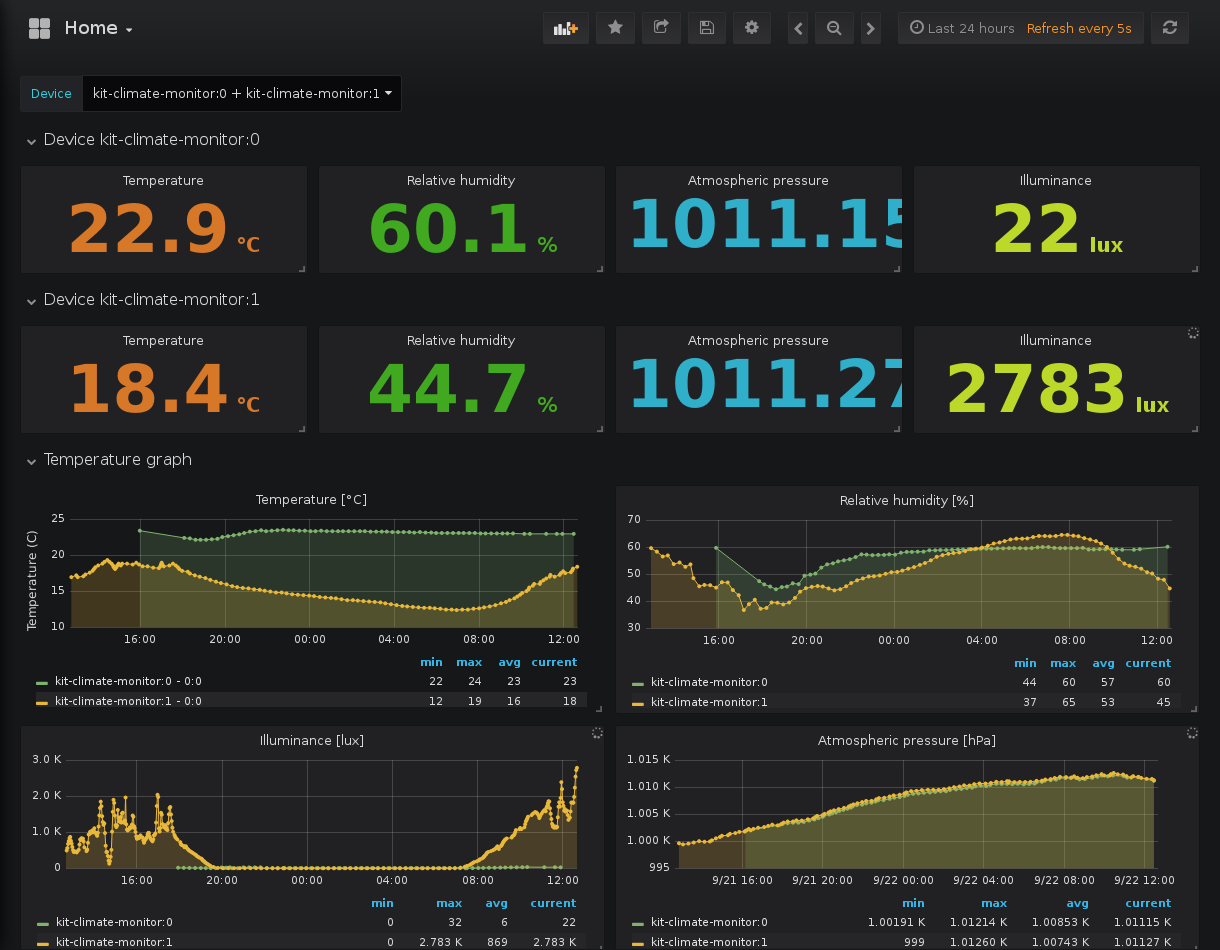 Home
Last 24 hours Refresh every 5s
Device kit-climate-monitor:0 + kit-climate-monitor:1
Device kit-climate-monitor:0
Temperature Relative humidity Atmospheric pressure Illuminance
22.9 °C 60.1 % 1011.15 22 lux
Device kit-climate-monitor:1
Temperature Relative humidity Atmospheric pressure Illuminance
18.4 °C 44.7 % 1011.27 2783 lux
Temperature graph
Temperature [°C]
Temperature (C)
25
20
15
10
16:00 20:00 00:00 04:00 08:00 12:00
min max avg current
kit-climate-monitor:0 - 0:0 22 24 23 23
kit-climate-monitor:1 - 0:0 12 19 16 18
Relative humidity [%]
70
60
50
40
30
16:00 20:00 00:00 04:00 08:00 12:00
min max avg current
kit-climate-monitor:0 44 60 57 60
kit-climate-monitor:1 37 65 53 45
Illuminance [lux]
3.0 K
2.0 K
1.0 K
0
16:00 20:00 00:00 04:00 08:00 12:00
min max avg current
kit-climate-monitor:0 0 32 6 22
kit-climate-monitor:1 0 2.783 K 869 2.783 K
Atmospheric pressure [hPa]
1.015 K
1.010 K
1.005 K
1.000 K
995
9/21 16:00 9/21 20:00 9/22 00:00 9/22 04:00 9/22 08:00 9/22 12:00
min max avg current
kit-climate-monitor:0 1.00191 K 1.01214 K 1.00853 K 1.01115 K
kit-climate-monitor:1 999 1.01260 K 1.00743 K 1.01127 K